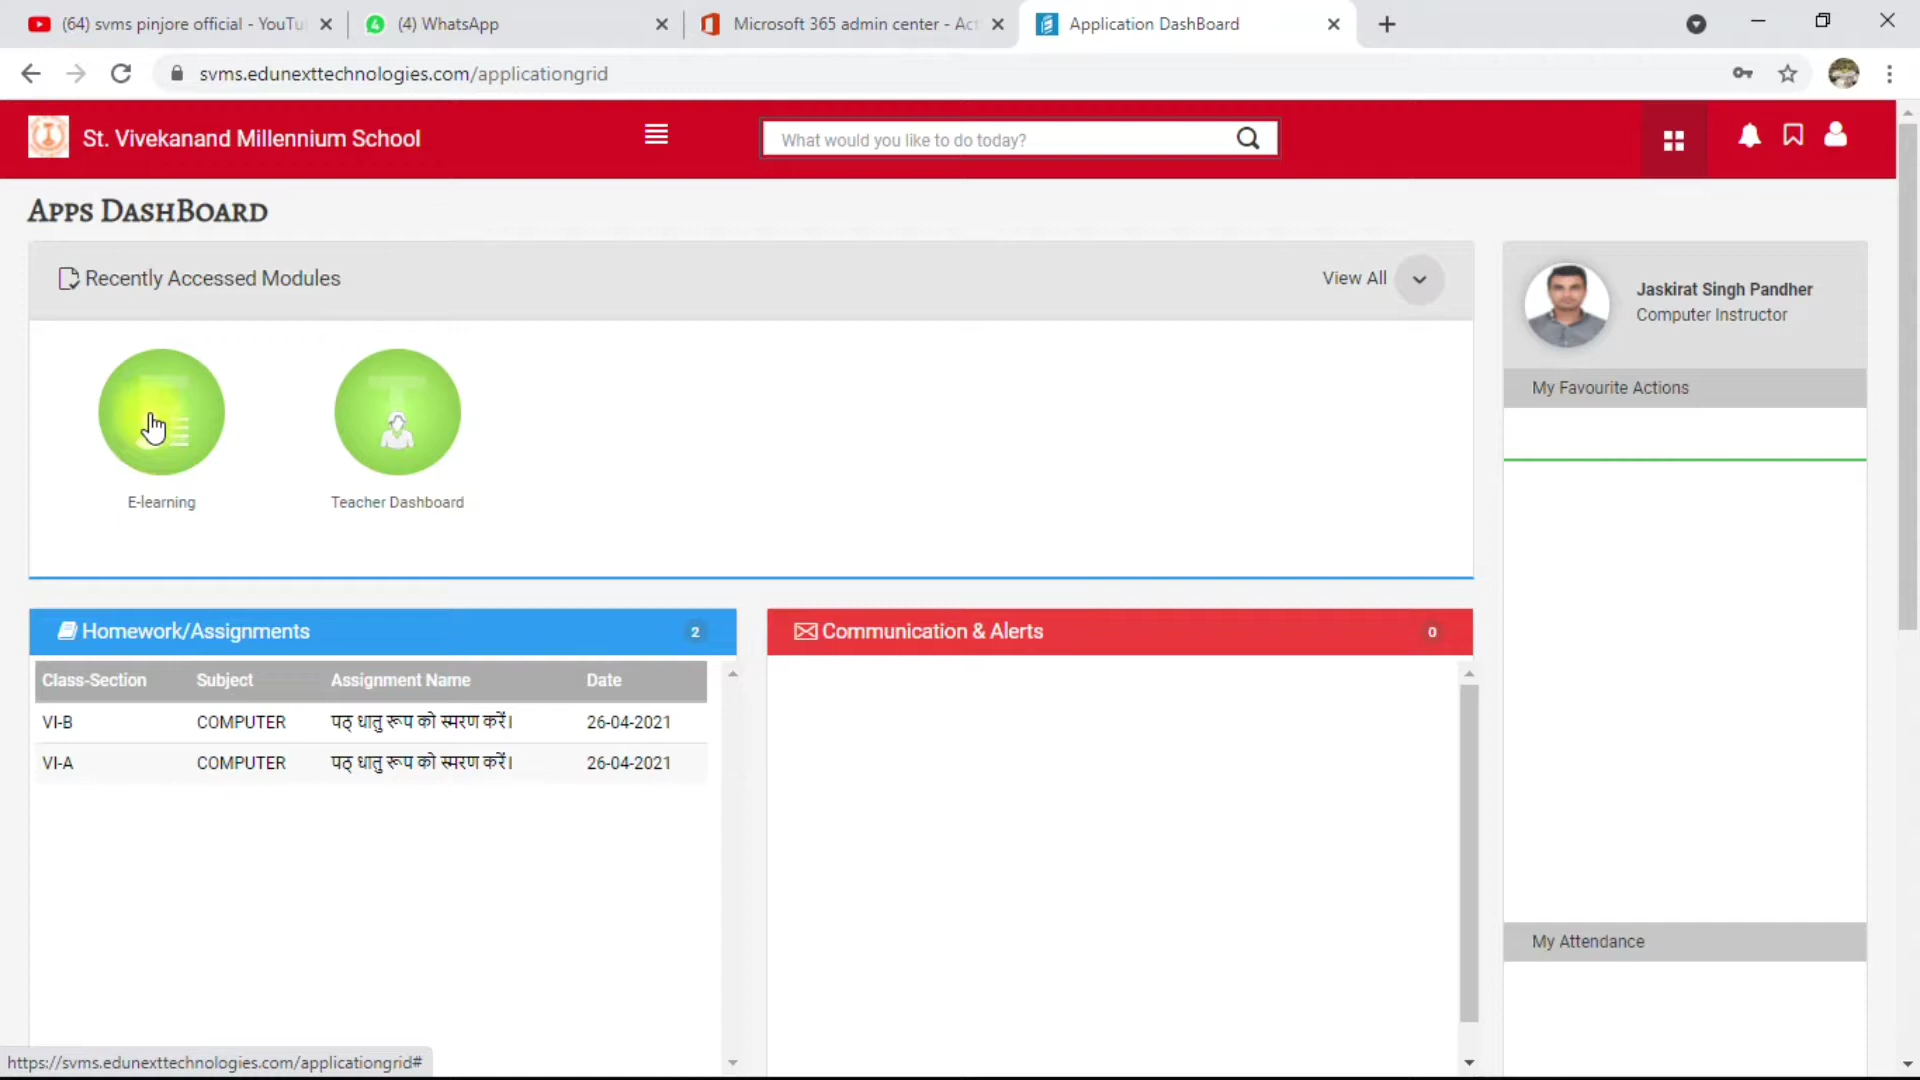 (64) svms pinjore official - YouTu
(4) WhatsApp
Microsoft 365 admin center - Act
Application DashBoard
svms.edunexttechnologies.com/applicationgrid
St. Vivekanand Millennium School
What would you like to do today?
APPS DASHBOARD
Recently Accessed Modules
View All
Jaskirat Singh Pandher
Computer Instructor
My Favourite Actions
E-learning
Teacher Dashboard
Homework/Assignments 2
Communication & Alerts 0
Class-Section Subject Assignment Name Date
VI-B COMPUTER पठ् धातु रूप को स्मरण करें। 26-04-2021
VI-A COMPUTER पठ् धातु रूप को स्मरण करें। 26-04-2021
My Attendance
https://svms.edunexttechnologies.com/applicationgrid#